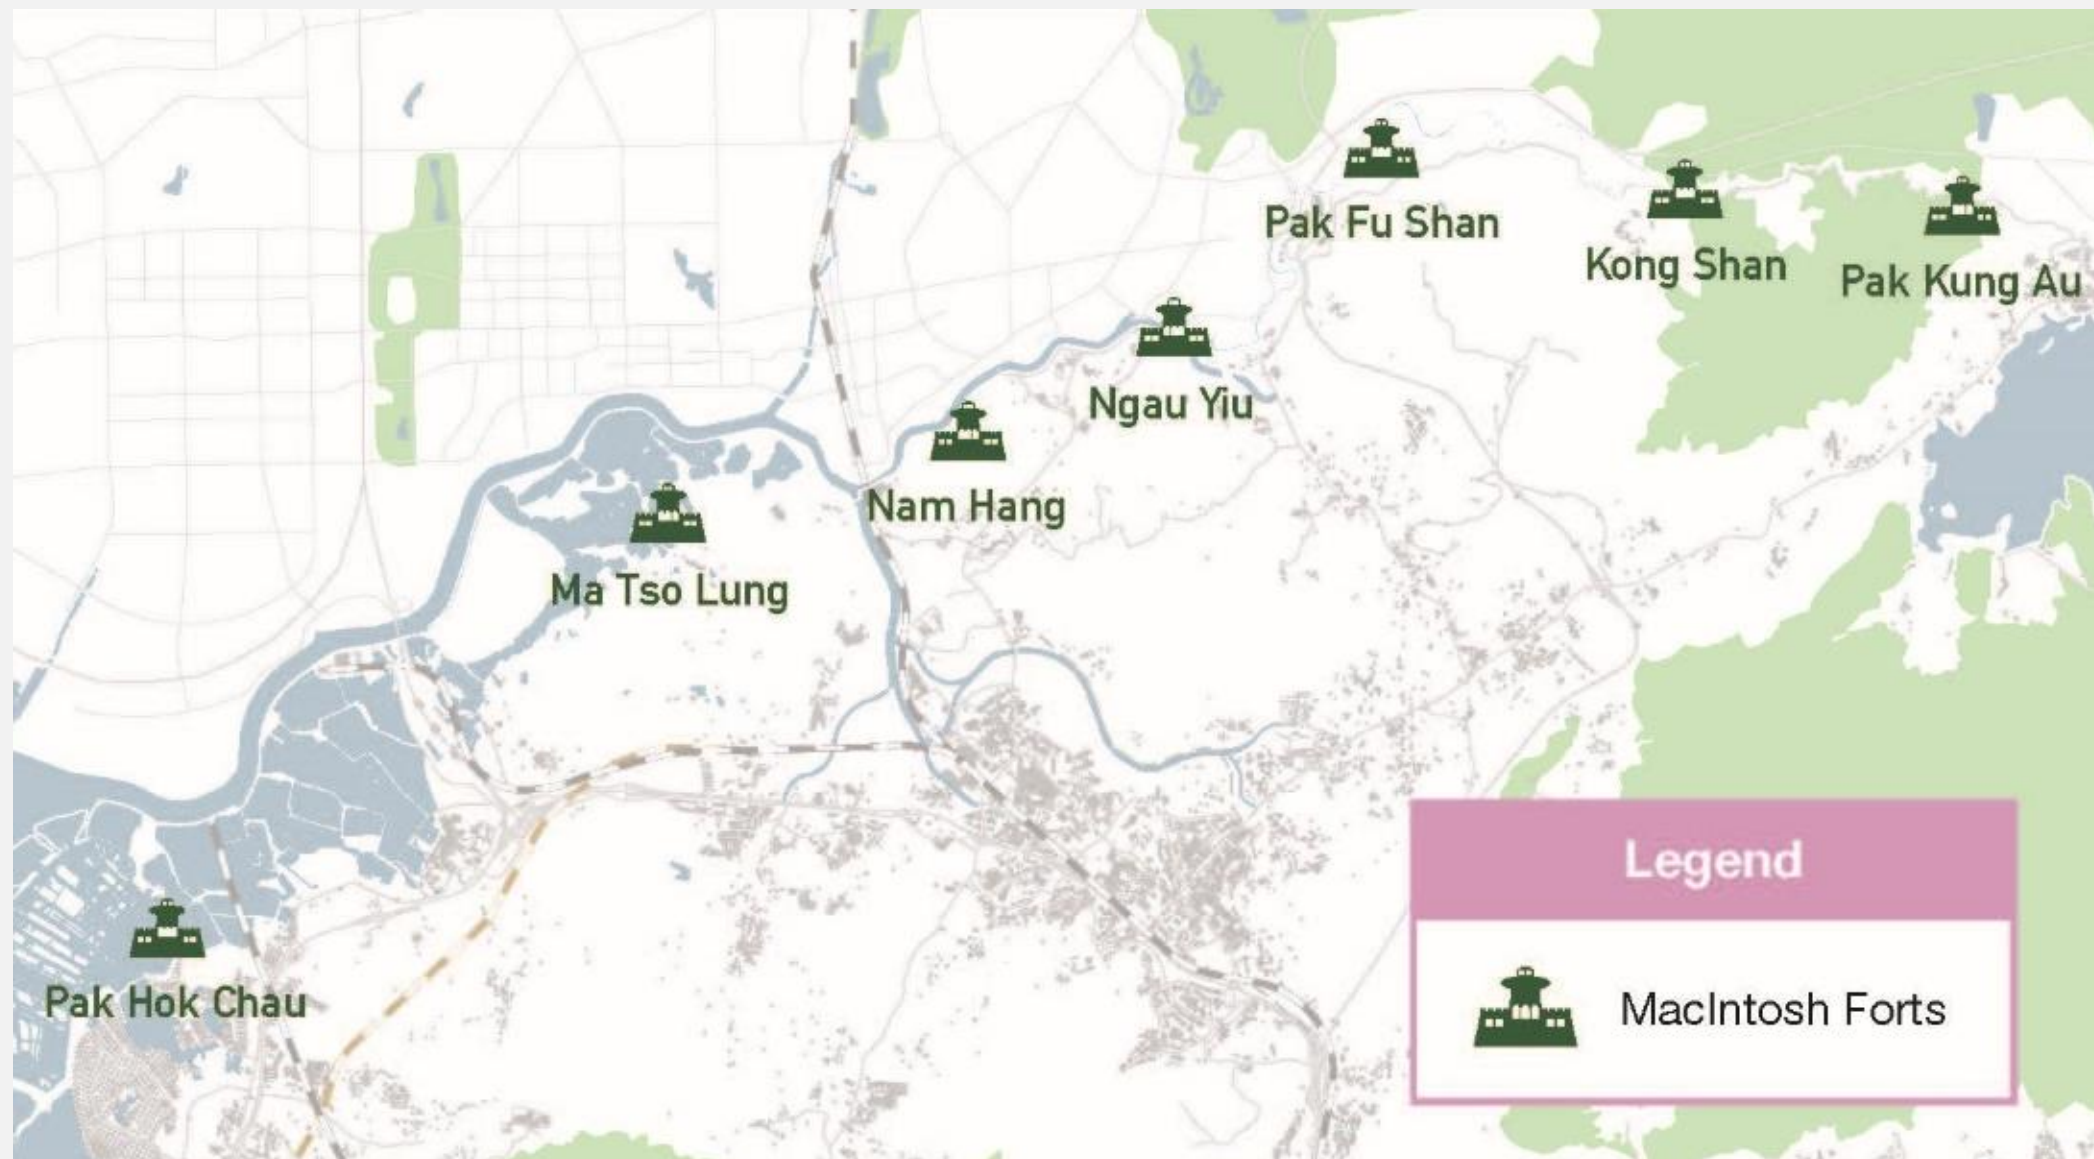 Pak Fu Shan
Kong Shan
Pak Kung Au
Ngau Yiu
Nam Hang
Ma Tso Lung
Pak Hok Chau
Legend
MacIntosh Forts